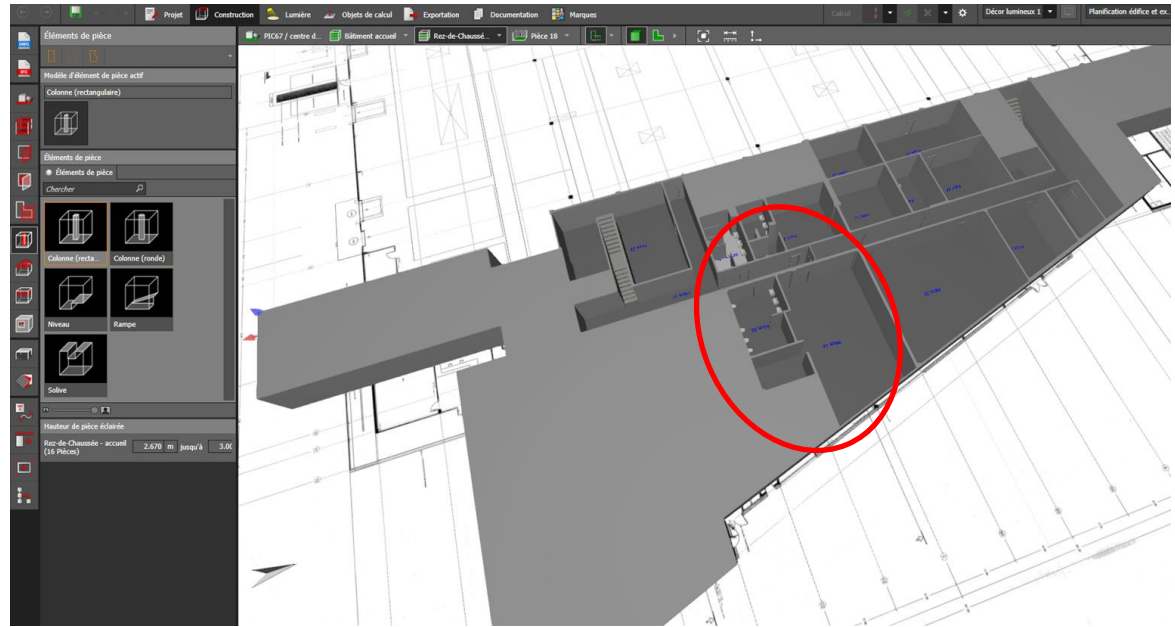 Projet
Construction
Lumière
Objets de calcul
Exportation
Documentation
Marques
Calcul
Décor lumineux 1
Planification édifice et ex...
Éléments de pièce
PIC67 / centre d...
Bâtiment accueil
Rez-de-Chaussé...
Pièce 18
Modèle d'élément de pièce actif
Colonne (rectangulaire)
Éléments de pièce
Éléments de pièce
Chercher
Colonne (recta...
Colonne (ronde)
Niveau
Rampe
Solive
Hauteur de pièce éclairée
Rez-de-Chaussée - accueil
(16 Pièces)
2.670 m jusqu'à 3.00